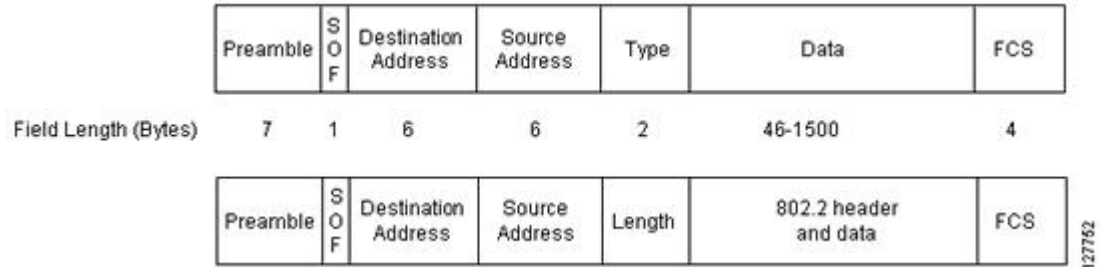 Preamble
S
O
F
Destination
Address
Source
Address
Type
Data
FCS
Field Length (Bytes) 7 1 6 6 2 46-1500 4
Preamble
S
O
F
Destination
Address
Source
Address
Length
802.2 header
and data
FCS
127752